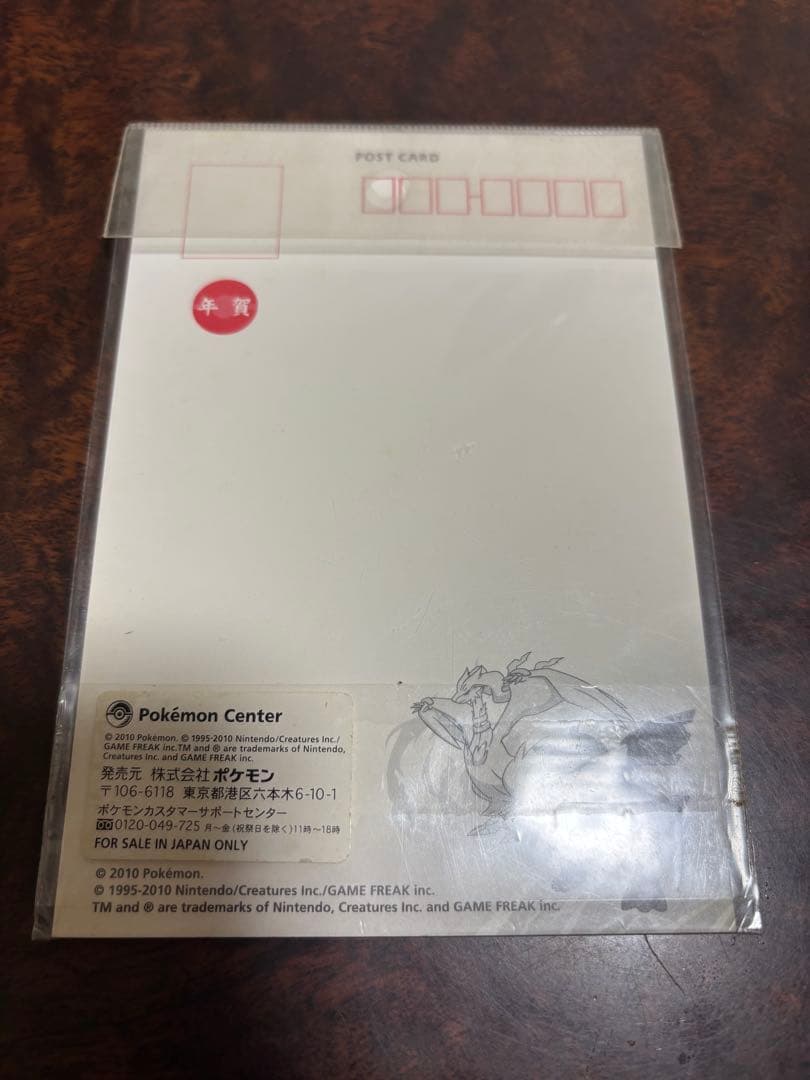 POST CARD
年賀
Pokémon Center
© 2010 Pokémon. © 1995-2010 Nintendo/Creatures Inc./
GAME FREAK inc.TM and ® are trademarks of Nintendo,
Creatures Inc. and GAME FREAK inc.
発売元 株式会社ポケモン
〒106-6118 東京都港区六本木6-10-1
ポケモンカスタマーサポートセンター
0120-049-725 月~金(祝祭日を除く)11時~18時
FOR SALE IN JAPAN ONLY
© 2010 Pokémon.
© 1995-2010 Nintendo/Creatures Inc./GAME FREAK inc.
TM and ® are trademarks of Nintendo, Creatures Inc. and GAME FREAK inc.